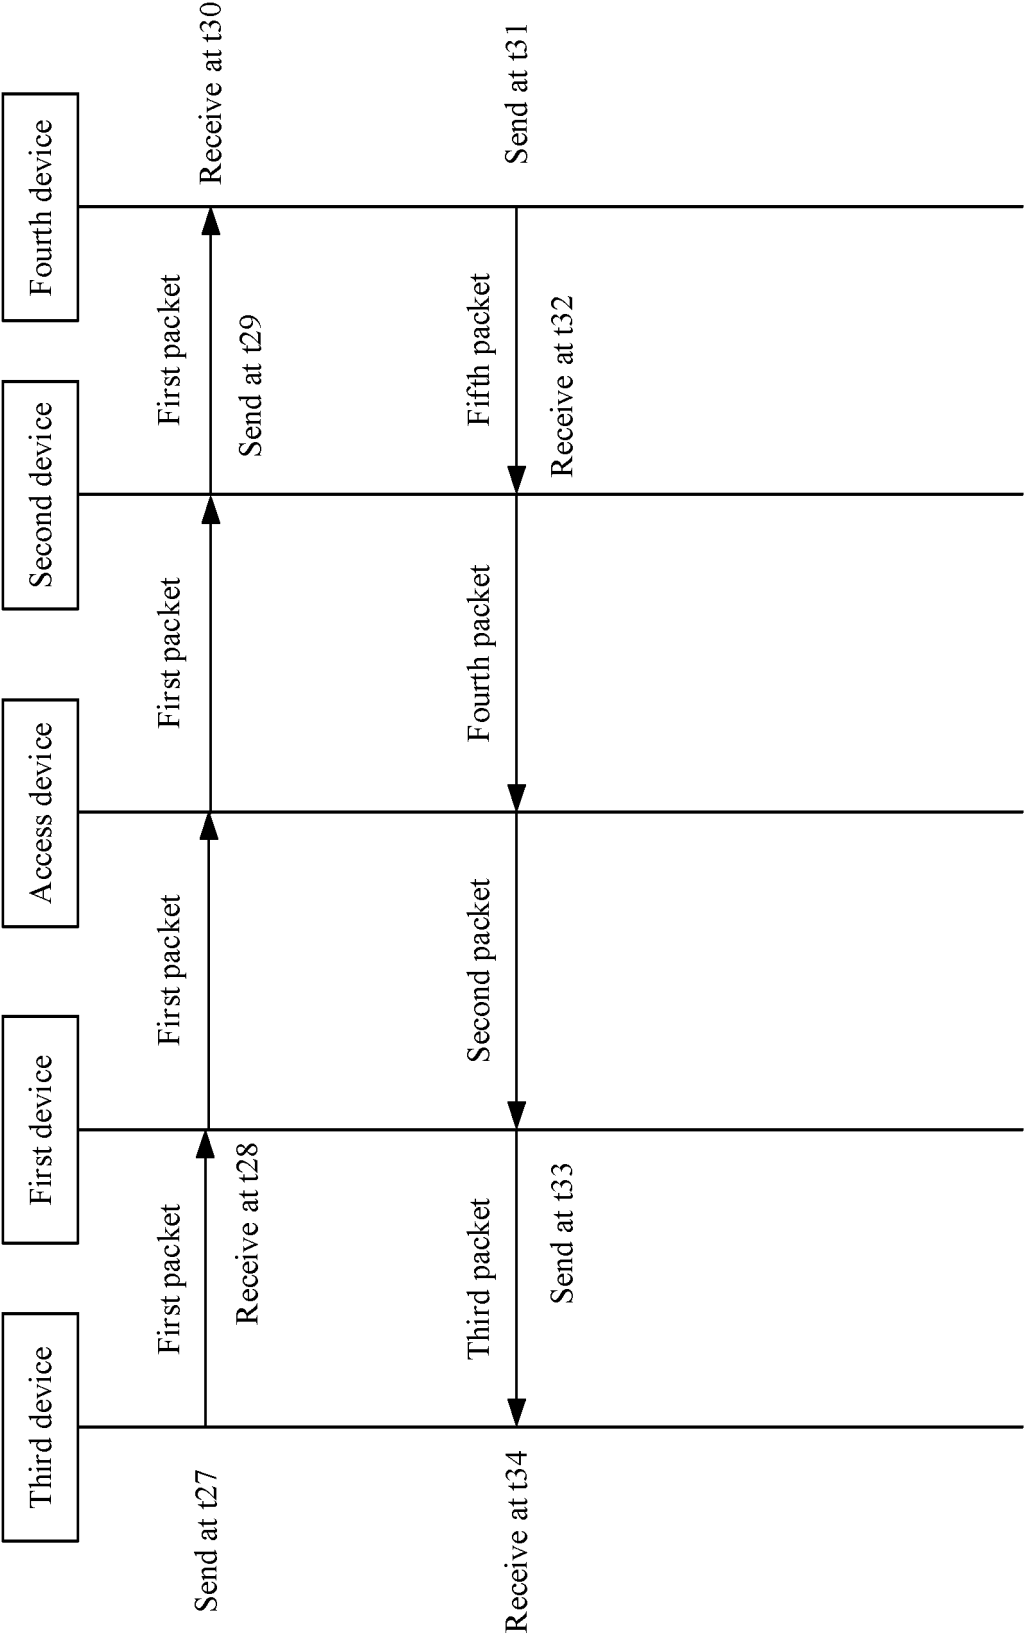 Third device
First device
Access device
Second device
Fourth device
First packet
First packet
First packet
First packet
Send at t27
Receive at t28
Send at t29
Receive at t30
Third packet
Second packet
Fourth packet
Fifth packet
Receive at t34
Send at t33
Receive at t32
Send at t31